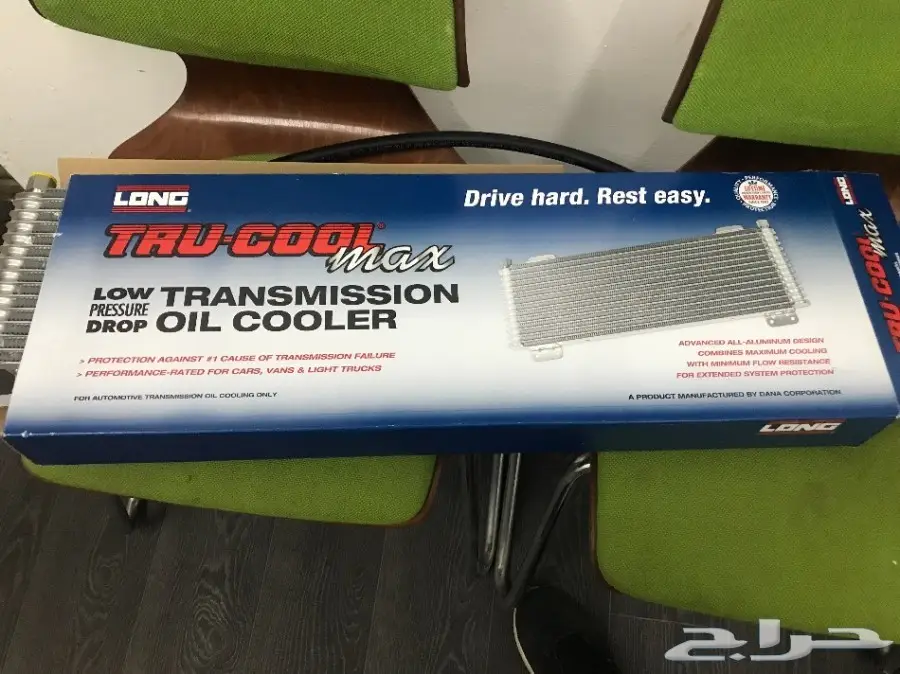 LONG
Drive hard. Rest easy.
LIFETIME
WARRANTY
TRU-COOL® max
LOW PRESSURE DROP
TRANSMISSION
OIL COOLER
> PROTECTION AGAINST #1 CAUSE OF TRANSMISSION FAILURE
> PERFORMANCE-RATED FOR CARS, VANS & LIGHT TRUCKS
FOR AUTOMOTIVE TRANSMISSION OIL COOLING ONLY
ADVANCED ALL-ALUMINUM DESIGN
COMBINES MAXIMUM COOLING
WITH MINIMUM FLOW RESISTANCE
FOR EXTENDED SYSTEM PROTECTION
A PRODUCT MANUFACTURED BY DANA CORPORATION
LONG
LONG
TRU-COOL max
حراج